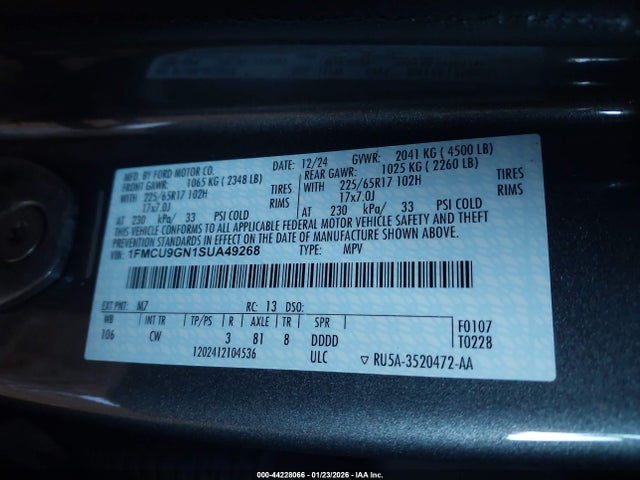 MFD. BY FORD MOTOR CO.
DATE: 12/24 GVWR: 2041 KG ( 4500 LB)
FRONT GAWR: 1065 KG ( 2348 LB) REAR GAWR: 1025 KG ( 2260 LB)
WITH 225/65R17 102H TIRES WITH 225/65R17 102H TIRES
17x7.0J RIMS 17x7.0J RIMS
AT 230 kPa/ 33 PSI COLD AT 230 kPa/ 33 PSI COLD
THIS VEHICLE CONFORMS TO ALL APPLICABLE FEDERAL MOTOR VEHICLE SAFETY AND THEFT
PREVENTION STANDARDS IN EFFECT ON THE DATE OF MANUFACTURE SHOWN ABOVE.
VIN: 1FMCU9GN1SUA49268 TYPE: MPV
EXT PNT: M7 RC: 13 DSO:
WB INT TR TP/PS R AXLE TR SPR F0107
106 CW 3 81 8 DDDD T0228
1202412104536 ULC RU5A-3520472-AA
000-44228066 - 01/23/2026 - IAA Inc.